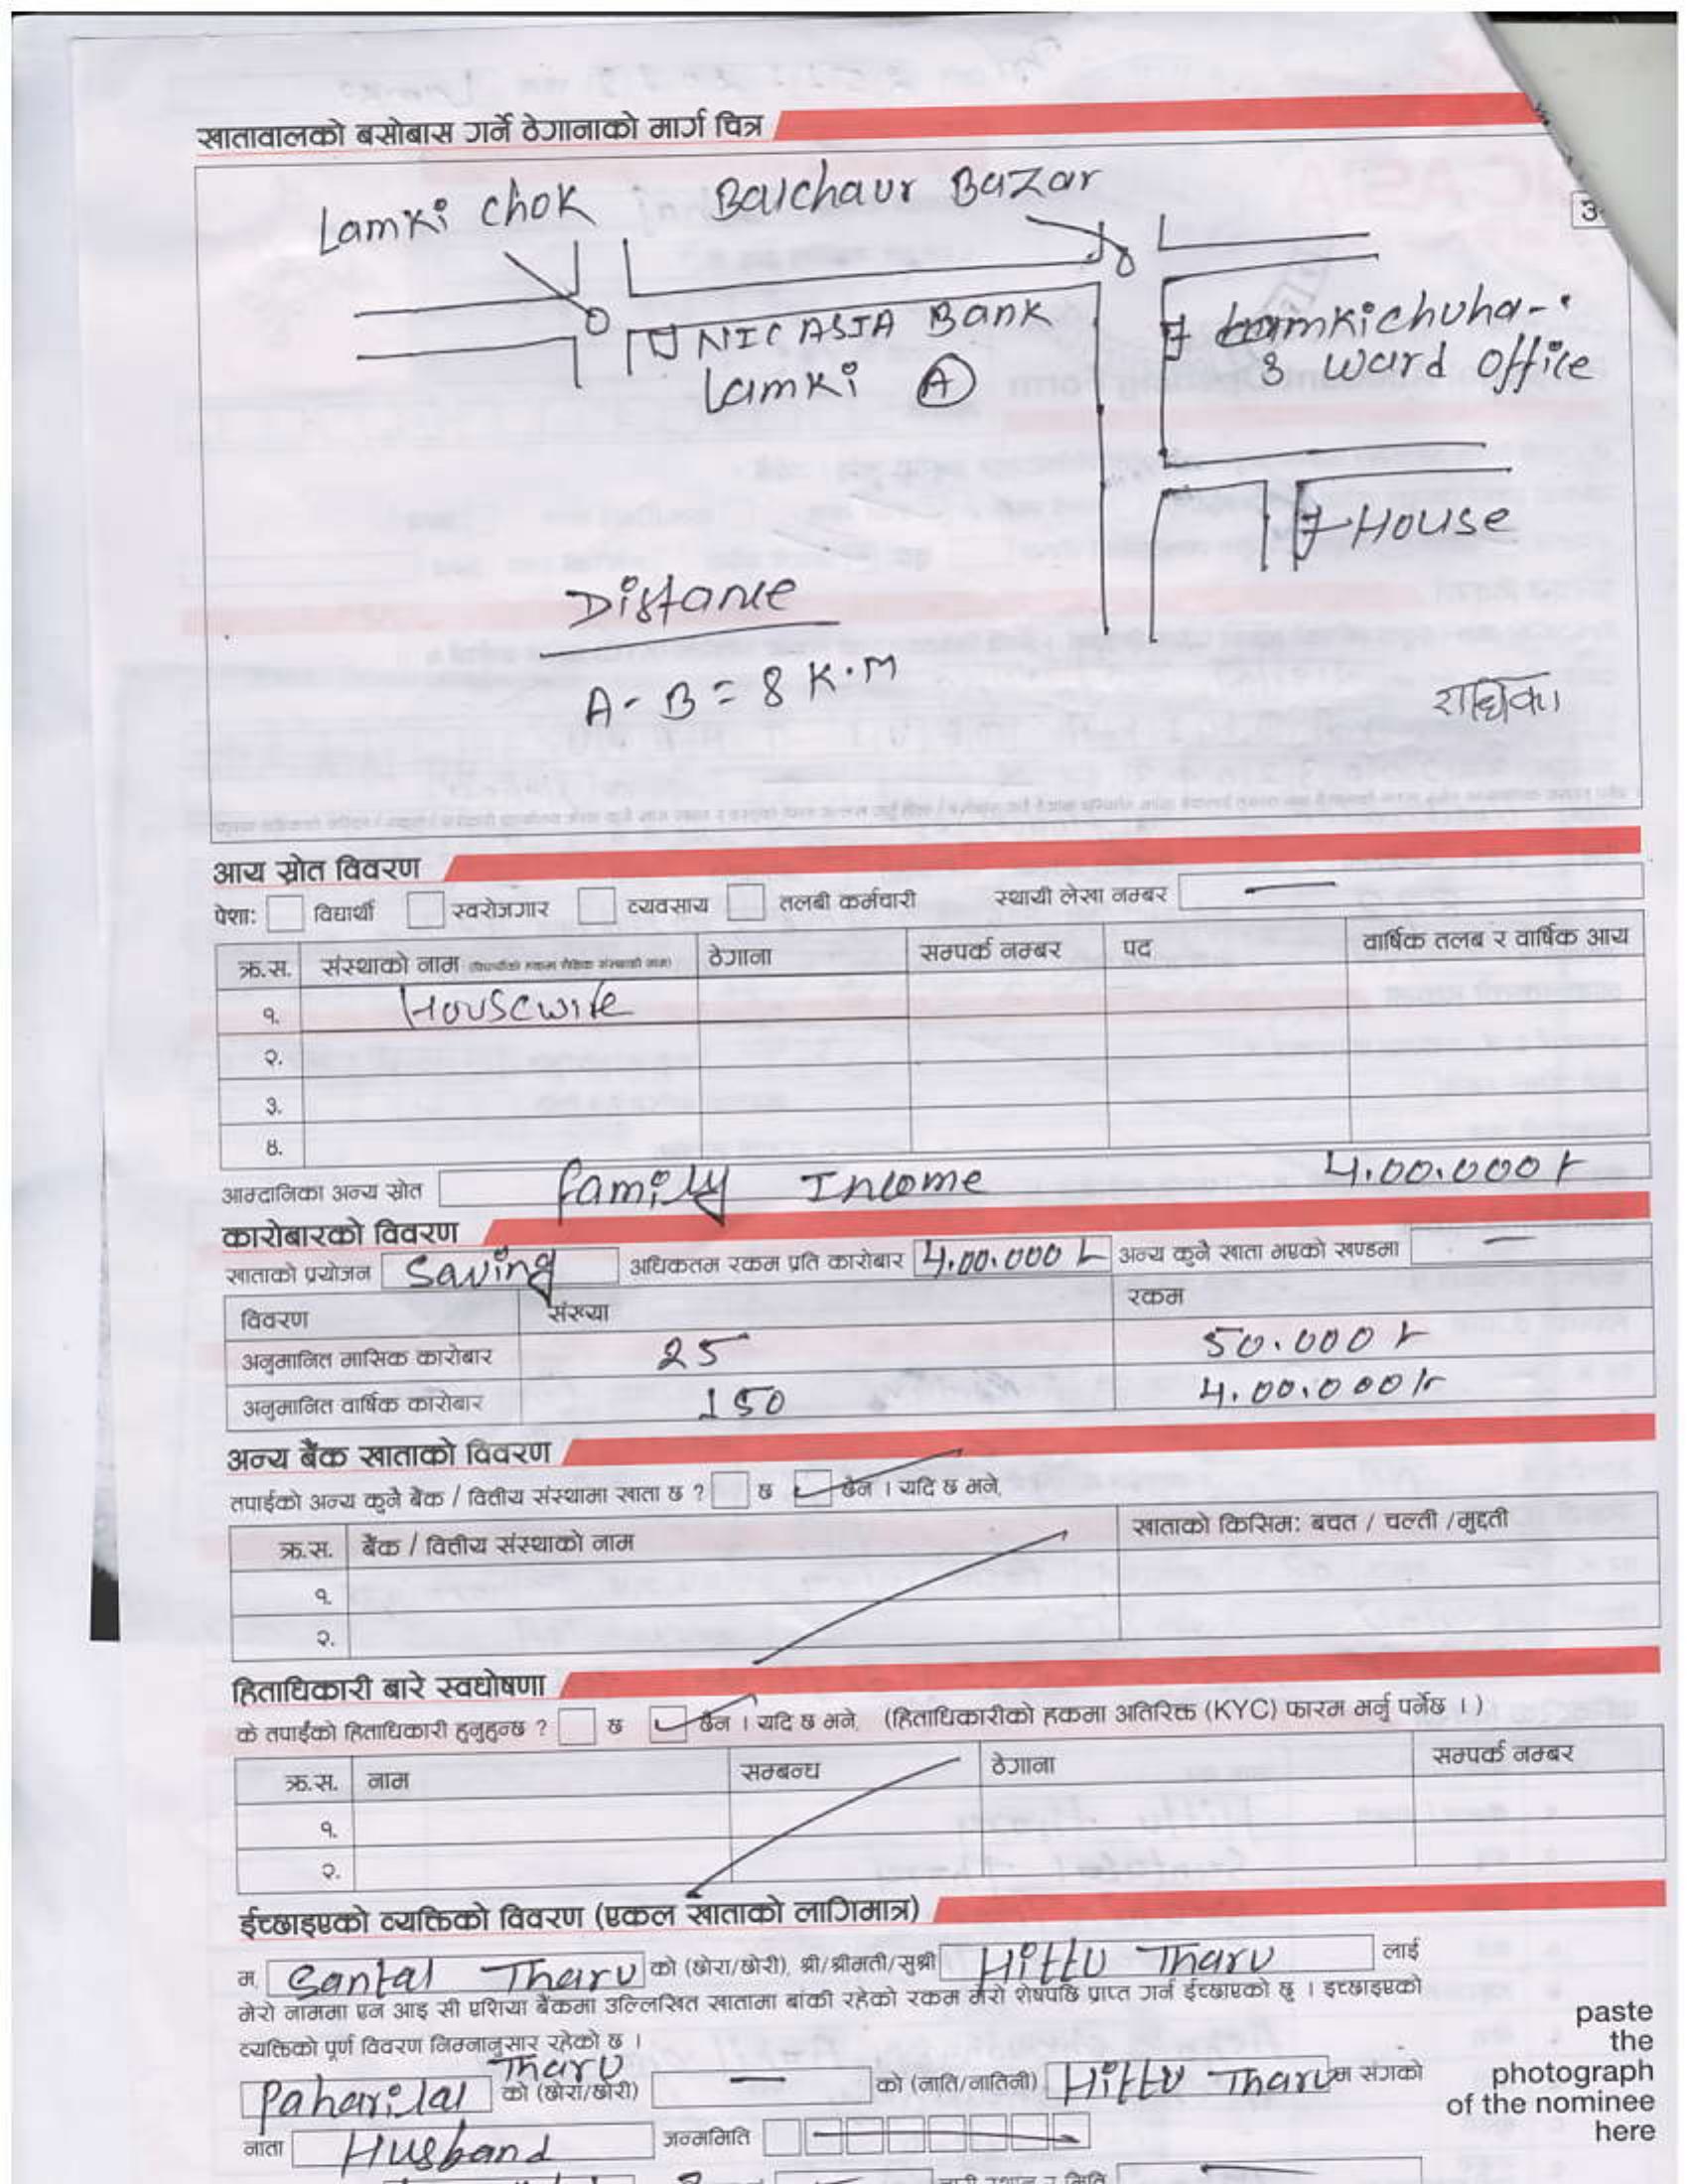 खातावालको बसोबास गर्ने ठेगानाको मार्ग चित्र
Lamki Chok Balchaur Bazar
3
NIC ASIA Bank
Lamki A
Lamkichuha-
3 ward office
House
Distance
A - B = 8 K.M
राधिका
आय स्रोत विवरण
पेशा: विद्यार्थी स्वरोजगार व्यवसाय तलबी कर्मचारी स्थायी लेखा नम्बर —
क्र.स. संस्थाको नाम ठेगाना सम्पर्क नम्बर पद वार्षिक तलब र वार्षिक आय
१. Housewife
२.
३.
४.
आम्दानिका अन्य स्रोत family Income 4.00.000/-
कारोबारको विवरण
खाताको प्रयोजन Saving अधिकतम रकम प्रति कारोबार 4.00.000/- अन्य कुनै खाता भएको खण्डमा —
विवरण संख्या रकम
अनुमानित मासिक कारोबार 25 50.000/-
अनुमानित वार्षिक कारोबार 150 4.00.000/-
अन्य बैंक खाताको विवरण
तपाईको अन्य कुनै बैंक / वित्तीय संस्थामा खाता छ ? छ छैन । यदि छ भने,
क्र.स. बैंक / वित्तीय संस्थाको नाम खाताको किसिम: बचत / चल्ती /मुद्दती
१.
२.
हिताधिकारी बारे स्वघोषणा
के तपाईंको हिताधिकारी हुनुहुन्छ ? छ छैन । यदि छ भने, (हिताधिकारीको हकमा अतिरिक्त (KYC) फारम भर्नु पर्नेछ ।)
क्र.स. नाम सम्बन्ध ठेगाना सम्पर्क नम्बर
१.
२.
ईच्छाइएको व्यक्तिको विवरण (एकल खाताको लागिमात्र)
म, Santal Tharu को (छोरा/छोरी), श्री/श्रीमती/सुश्री Hittu Tharu लाई
मेरो नाममा एन आइ सी एशिया बैंकमा उल्लिखित खातामा बांकी रहेको रकम मेरो शेषपछि प्राप्त गर्न ईच्छाएको छु । इच्छाइएको
व्यक्तिको पूर्ण विवरण निम्नानुसार रहेको छ ।
Paharilal Tharu को (छोरा/छोरी) — को (नाति/नातिनी) Hittu Tharu म संगको
नाता Husband जन्ममिति
paste
the
photograph
of the nominee
here